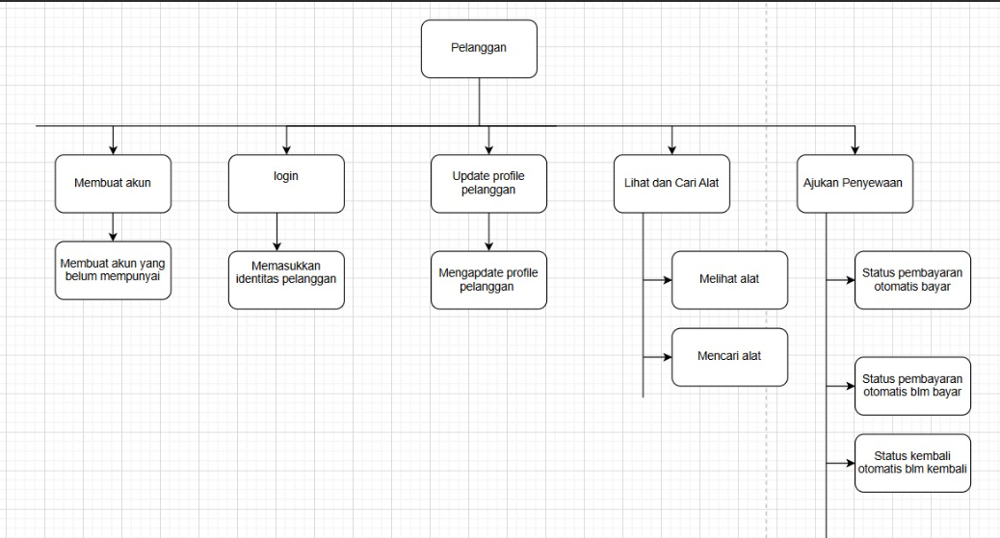 Pelanggan
Membuat akun
login
Update profile
pelanggan
Lihat dan Cari Alat
Ajukan Penyewaan
Membuat akun yang
belum mempunyai
Memasukkan
identitas pelanggan
Mengapdate profile
pelanggan
Melihat alat
Mencari alat
Status pembayaran
otomatis bayar
Status pembayaran
otomatis blm bayar
Status kembali
otomatis blm kembali